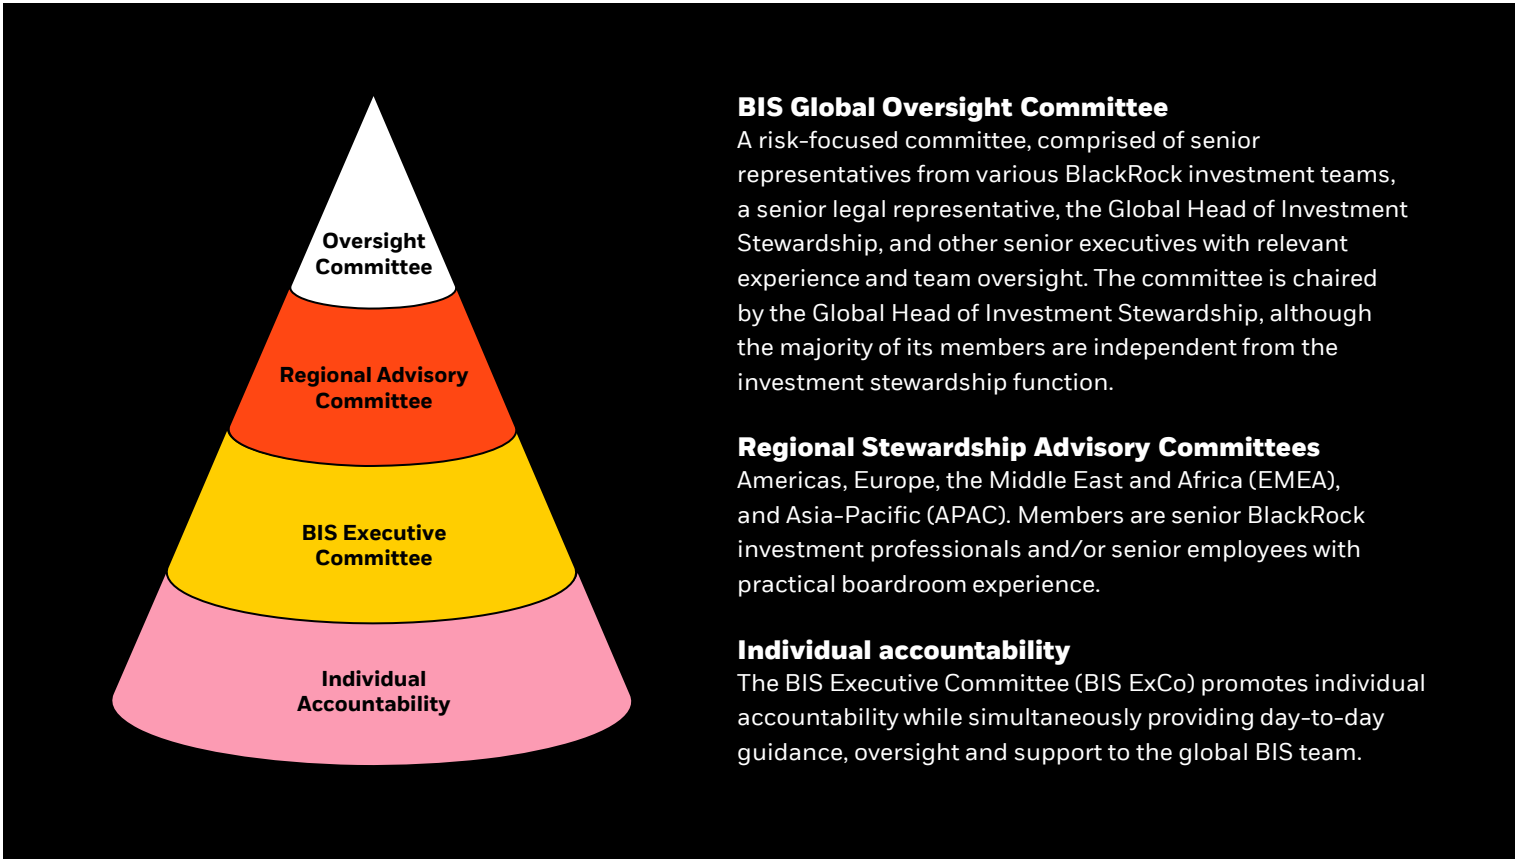 Oversight
Committee
Regional Advisory
Committee
BIS Executive
Committee
Individual
Accountability
BIS Global Oversight Committee
A risk-focused committee, comprised of senior
representatives from various BlackRock investment teams,
a senior legal representative, the Global Head of Investment
Stewardship, and other senior executives with relevant
experience and team oversight. The committee is chaired
by the Global Head of Investment Stewardship, although
the majority of its members are independent from the
investment stewardship function.
Regional Stewardship Advisory Committees
Americas, Europe, the Middle East and Africa (EMEA),
and Asia-Pacific (APAC). Members are senior BlackRock
investment professionals and/or senior employees with
practical boardroom experience.
Individual accountability
The BIS Executive Committee (BIS ExCo) promotes individual
accountability while simultaneously providing day-to-day
guidance, oversight and support to the global BIS team.